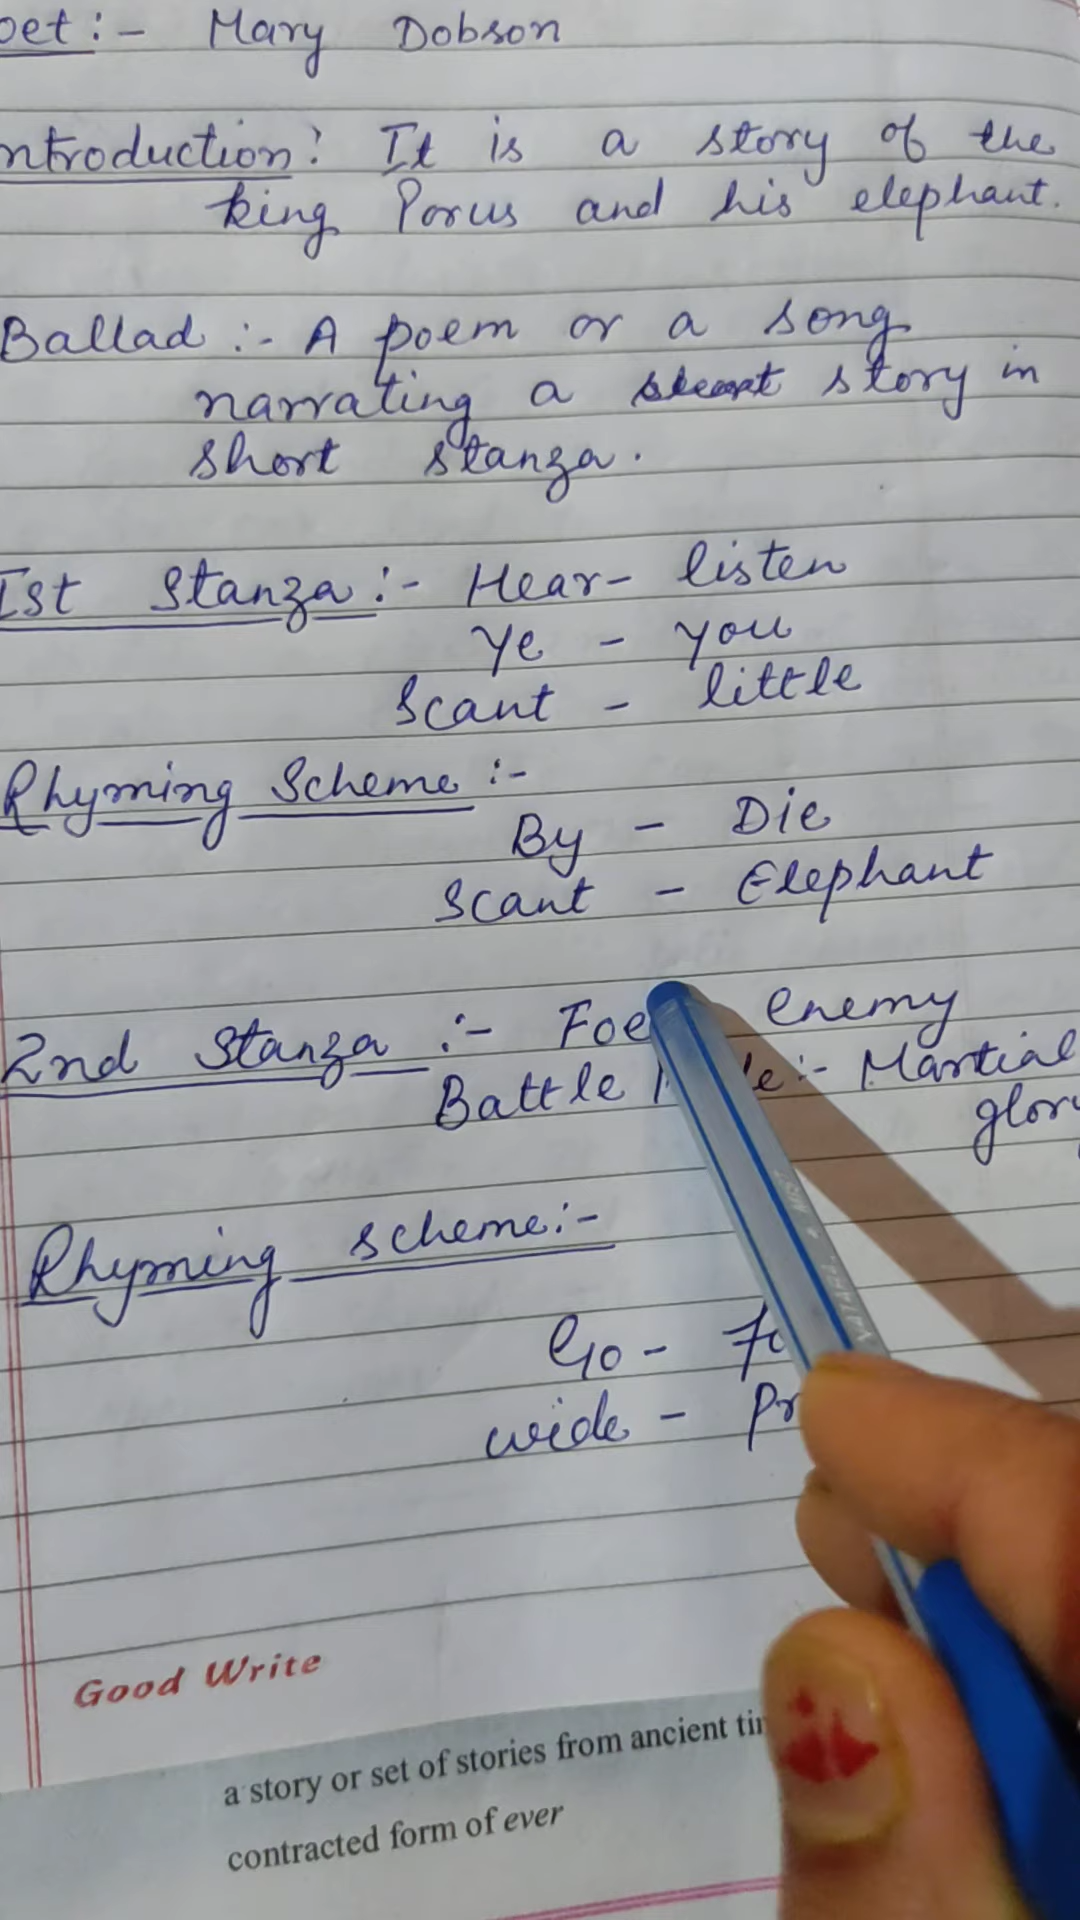 oet :- Mary Dobson
ntroduction: It is a story of the
king Porus and his elephant.
Ballad :- A poem or a song
narrating a story in
short stanza.
Ist Stanza :- Hear - listen
Ye - you
Scant - little
Rhyming Scheme :-
By - Die
Scant - Elephant
2nd Stanza :- Foe enemy
Battle :- Martial
glory
Rhyming scheme :-
Go -
wide - Pr
Good Write
a story or set of stories from ancient
contracted form of ever